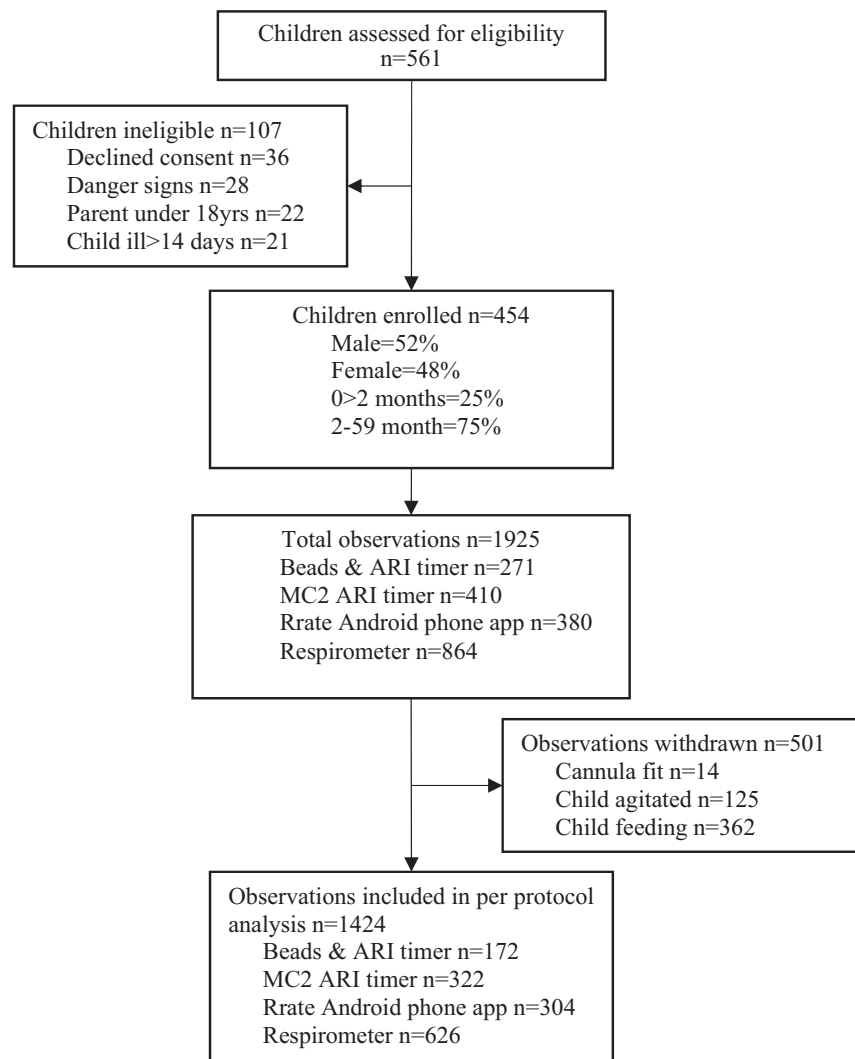 Children assessed for eligibility
n=561
Children ineligible n=107
Declined consent n=36
Danger signs n=28
Parent under 18yrs n=22
Child ill>14 days n=21
Children enrolled n=454
Male=52%
Female=48%
0>2 months=25%
2-59 month=75%
Total observations n=1925
Beads & ARI timer n=271
MC2 ARI timer n=410
Rrate Android phone app n=380
Respirometer n=864
Observations withdrawn n=501
Cannula fit n=14
Child agitated n=125
Child feeding n=362
Observations included in per protocol
analysis n=1424
Beads & ARI timer n=172
MC2 ARI timer n=322
Rrate Android phone app n=304
Respirometer n=626